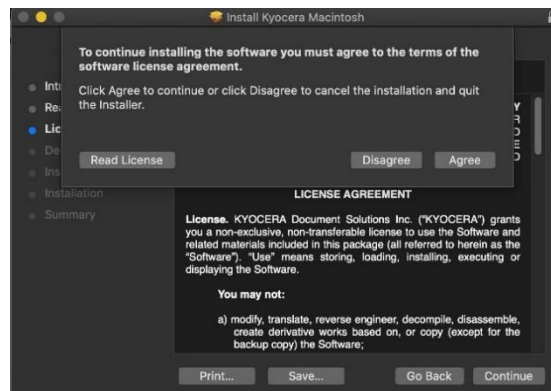 Install Kyocera Macintosh
To continue installing the software you must agree to the terms of the
software license agreement.
Click Agree to continue or click Disagree to cancel the installation and quit
the Installer.
Read License
Disagree
Agree
Lic
De
Ins
Installation
Summary
LICENSE AGREEMENT
License. KYOCERA Document Solutions Inc. ("KYOCERA") grants
you a non-exclusive, non-transferable license to use the Software and
related materials included in this package (all referred to herein as the
"Software"). "Use" means storing, loading, installing, executing or
displaying the Software.
You may not:
a) modify, translate, reverse engineer, decompile, disassemble,
create derivative works based on, or copy (except for the
backup copy) the Software;
Print...
Save...
Go Back
Continue